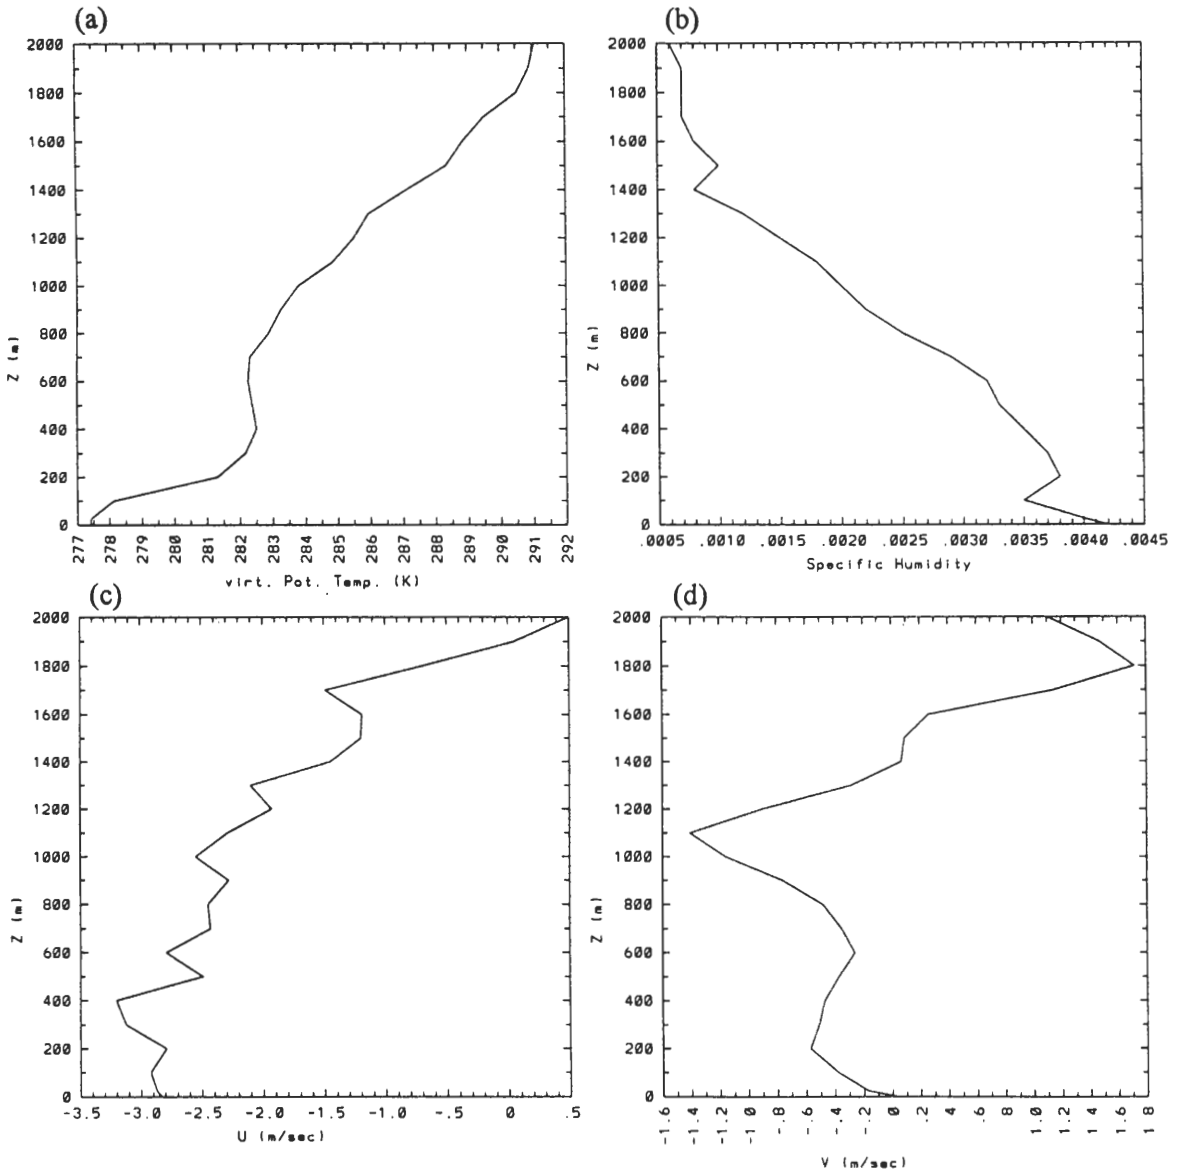 (a)
2000
1800
1600
1400
1200
1000
800
600
400
200
0
Z (m)
277 278 279 280 281 282 283 284 285 286 287 288 289 290 291 292
virt. Pot. Temp. (K)
(b)
2000
1800
1600
1400
1200
1000
800
600
400
200
0
Z (m)
.0005 .0010 .0015 .0020 .0025 .0030 .0035 .0040 .0045
Specific Humidity
(c)
2000
1800
1600
1400
1200
1000
800
600
400
200
0
Z (m)
-3.5 -3.0 -2.5 -2.0 -1.5 -1.0 -.5 0 .5
U (m/sec)
(d)
2000
1800
1600
1400
1200
1000
800
600
400
200
0
Z (m)
-1.6 -1.4 -1.2 -1.0 -.8 -.6 -.4 -.2 0 .2 .4 .6 .8 1.0 1.2 1.4 1.6 1.8
V (m/sec)